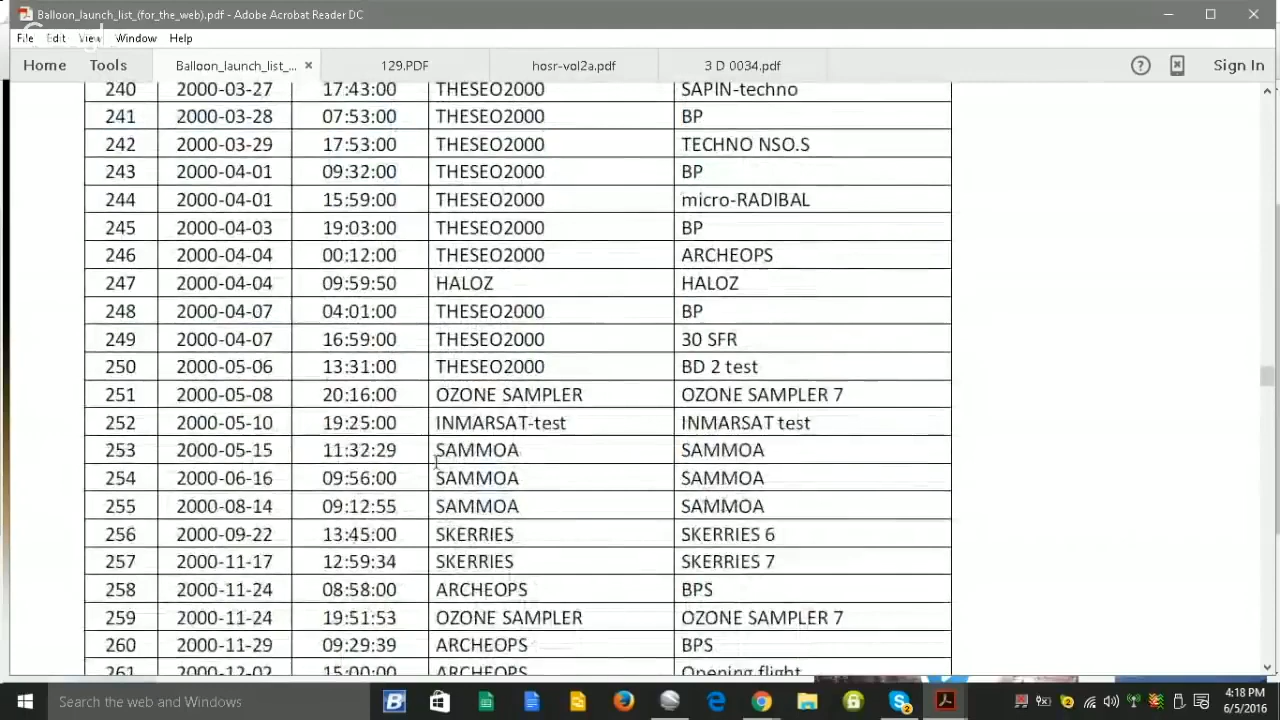 Balloon_launch_list_(for_the_web).pdf - Adobe Acrobat Reader DC
Google
File Edit View Window Help
Home Tools Balloon_launch_list_... × 129.PDF hosr-vol2a.pdf 3 D 0034.pdf Sign In
240 2000-03-27 17:43:00 THESEO2000 SAPIN-techno
241 2000-03-28 07:53:00 THESEO2000 BP
242 2000-03-29 17:53:00 THESEO2000 TECHNO NSO.S
243 2000-04-01 09:32:00 THESEO2000 BP
244 2000-04-01 15:59:00 THESEO2000 micro-RADIBAL
245 2000-04-03 19:03:00 THESEO2000 BP
246 2000-04-04 00:12:00 THESEO2000 ARCHEOPS
247 2000-04-04 09:59:50 HALOZ HALOZ
248 2000-04-07 04:01:00 THESEO2000 BP
249 2000-04-07 16:59:00 THESEO2000 30 SFR
250 2000-05-06 13:31:00 THESEO2000 BD 2 test
251 2000-05-08 20:16:00 OZONE SAMPLER OZONE SAMPLER 7
252 2000-05-10 19:25:00 INMARSAT-test INMARSAT test
253 2000-05-15 11:32:29 SAMMOA SAMMOA
254 2000-06-16 09:56:00 SAMMOA SAMMOA
255 2000-08-14 09:12:55 SAMMOA SAMMOA
256 2000-09-22 13:45:00 SKERRIES SKERRIES 6
257 2000-11-17 12:59:34 SKERRIES SKERRIES 7
258 2000-11-24 08:58:00 ARCHEOPS BPS
259 2000-11-24 19:51:53 OZONE SAMPLER OZONE SAMPLER 7
260 2000-11-29 09:29:39 ARCHEOPS BPS
261 2000-12-02 15:00:00 ARCHEOPS Opening flight
Search the web and Windows
4:18 PM
6/5/2016